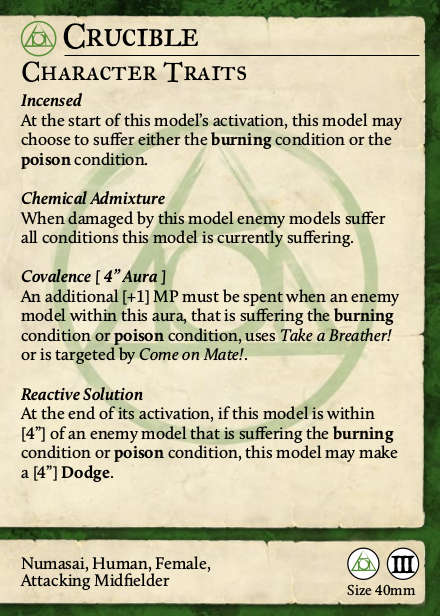 Crucible
Character Traits
Incensed
At the start of this model's activation, this model may
choose to suffer either the burning condition or the
poison condition.
Chemical Admixture
When damaged by this model enemy models suffer
all conditions this model is currently suffering.
Covalence [ 4" Aura ]
An additional [+1] MP must be spent when an enemy
model within this aura, that is suffering the burning
condition or poison condition, uses Take a Breather!
or is targeted by Come on Mate!.
Reactive Solution
At the end of its activation, if this model is within
[4"] of an enemy model that is suffering the burning
condition or poison condition, this model may make
a [4"] Dodge.
Numasai, Human, Female,
Attacking Midfielder
III
Size 40mm